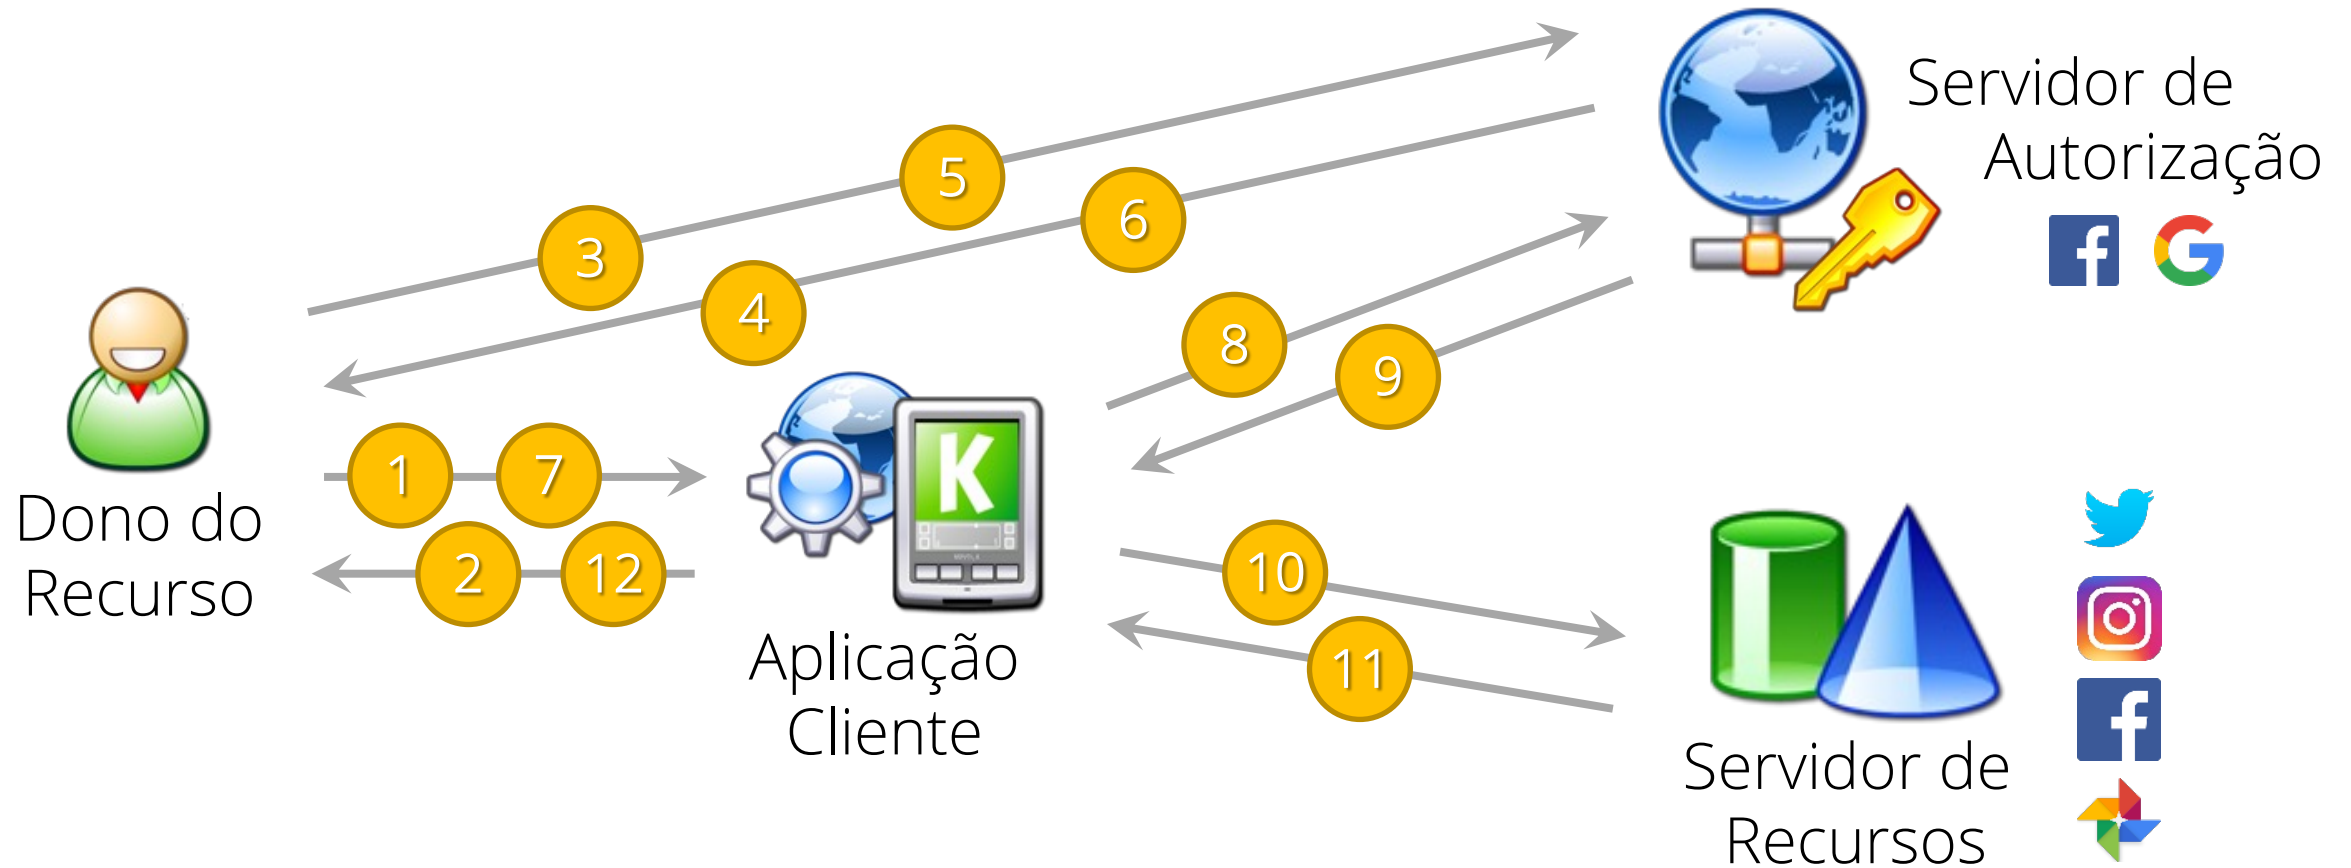 Servidor de
Autorização
5
6
3
4
8
9
1
7
2
12
K
Dono do
Recurso
10
11
Aplicação
Cliente
Servidor de
Recursos